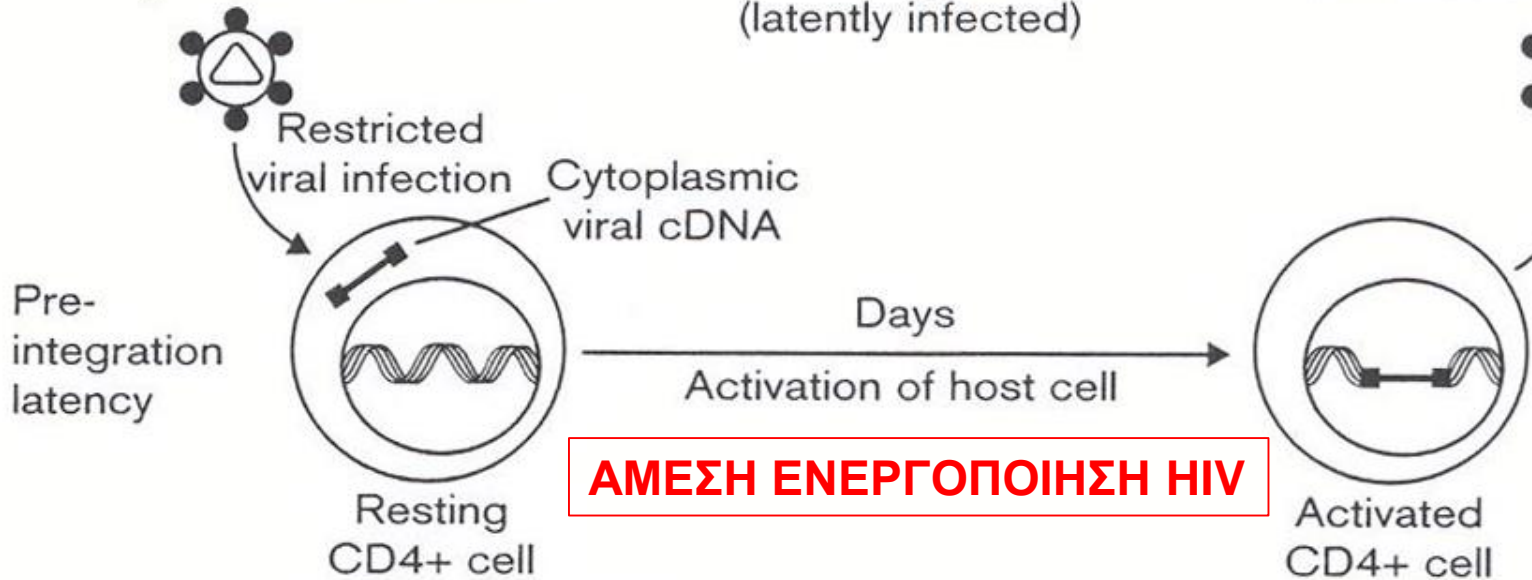 (latently infected)
Restricted
viral infection
Cytoplasmic
viral cDNA
Pre-
integration
latency
Days
Activation of host cell
ΑΜΕΣΗ ΕΝΕΡΓΟΠΟΙΗΣΗ HIV
Resting
CD4+ cell
Activated
CD4+ cell